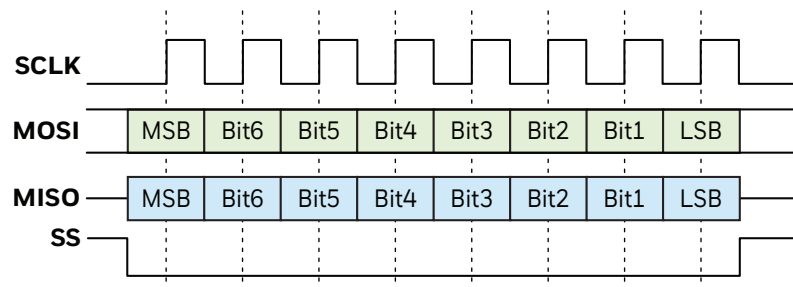 SCLK
MOSI MSB Bit6 Bit5 Bit4 Bit3 Bit2 Bit1 LSB
MISO MSB Bit6 Bit5 Bit4 Bit3 Bit2 Bit1 LSB
SS